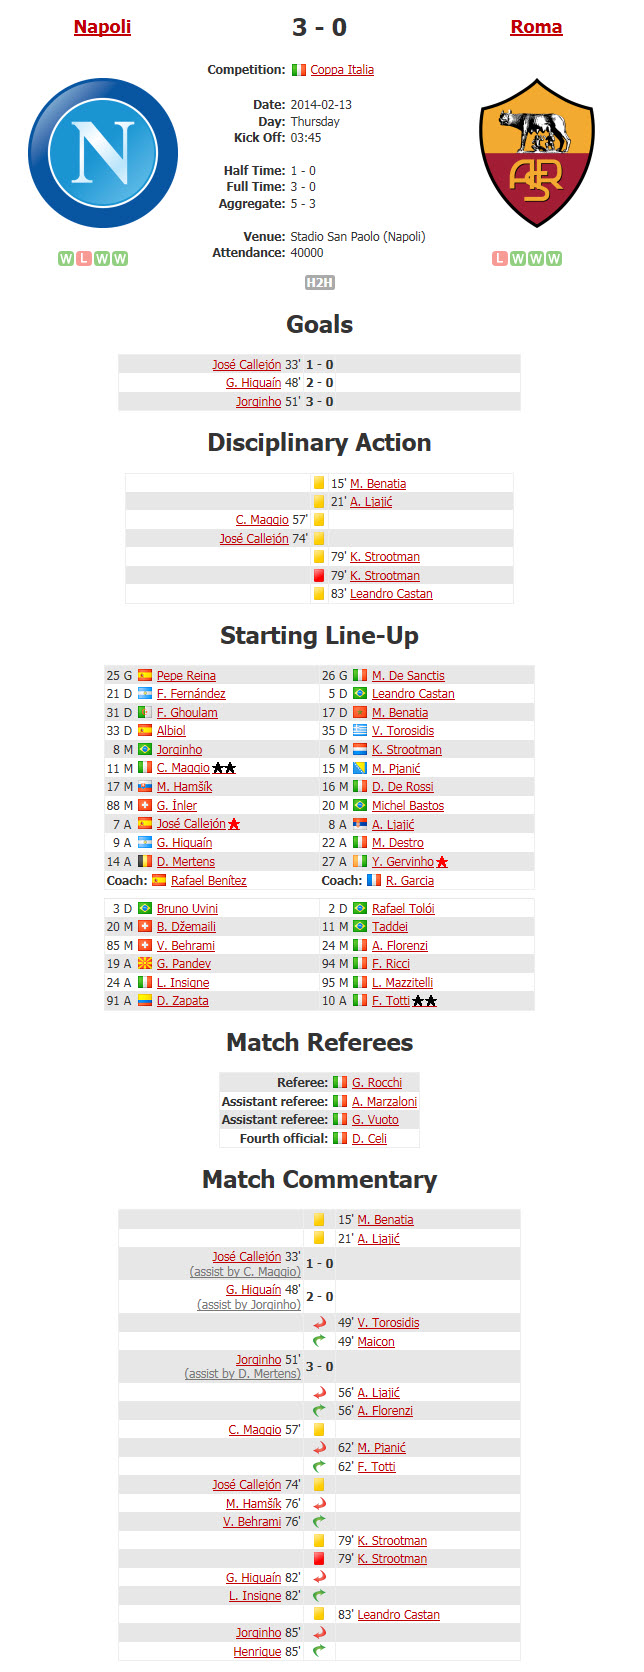 Napoli 3 - 0 Roma
Competition: Coppa Italia
Date: 2014-02-13
Day: Thursday
Kick Off: 03:45
Half Time: 1 - 0
Full Time: 3 - 0
Aggregate: 5 - 3
Venue: Stadio San Paolo (Napoli)
Attendance: 40000
N
ASR
W L W W
L W W W
H2H
Goals
José Callejón 33' 1 - 0
G. Higuaín 48' 2 - 0
Jorginho 51' 3 - 0
Disciplinary Action
15' M. Benatia
21' A. Ljajić
C. Maggio 57'
José Callejón 74'
79' K. Strootman
79' K. Strootman
83' Leandro Castan
Starting Line-Up
25 G Pepe Reina 26 G M. De Sanctis
21 D F. Fernández 5 D Leandro Castan
31 D F. Ghoulam 17 D M. Benatia
33 D Albiol 35 D V. Torosidis
8 M Jorginho 6 M K. Strootman
11 M C. Maggio 15 M M. Pjanić
17 M M. Hamšík 16 M D. De Rossi
88 M G. İnler 20 M Michel Bastos
7 A José Callejón 8 A A. Ljajić
9 A G. Higuaín 22 A M. Destro
14 A D. Mertens 27 A Y. Gervinho
Coach: Rafael Benítez Coach: R. Garcia
3 D Bruno Uvini 2 D Rafael Tolói
20 M B. Džemaili 11 M Taddei
85 M V. Behrami 24 M A. Florenzi
19 A G. Pandev 94 M F. Ricci
24 A L. Insigne 95 M L. Mazzitelli
91 A D. Zapata 10 A F. Totti
Match Referees
Referee: G. Rocchi
Assistant referee: A. Marzaloni
Assistant referee: G. Vuoto
Fourth official: D. Celi
Match Commentary
15' M. Benatia
21' A. Ljajić
José Callejón 33' 1 - 0
(assist by C. Maggio)
G. Higuaín 48' 2 - 0
(assist by Jorginho)
49' V. Torosidis
49' Maicon
Jorginho 51' 3 - 0
(assist by D. Mertens)
56' A. Ljajić
56' A. Florenzi
C. Maggio 57'
62' M. Pjanić
62' F. Totti
José Callejón 74'
M. Hamšík 76'
V. Behrami 76'
79' K. Strootman
79' K. Strootman
G. Higuaín 82'
L. Insigne 82'
83' Leandro Castan
Jorginho 85'
Henrique 85'